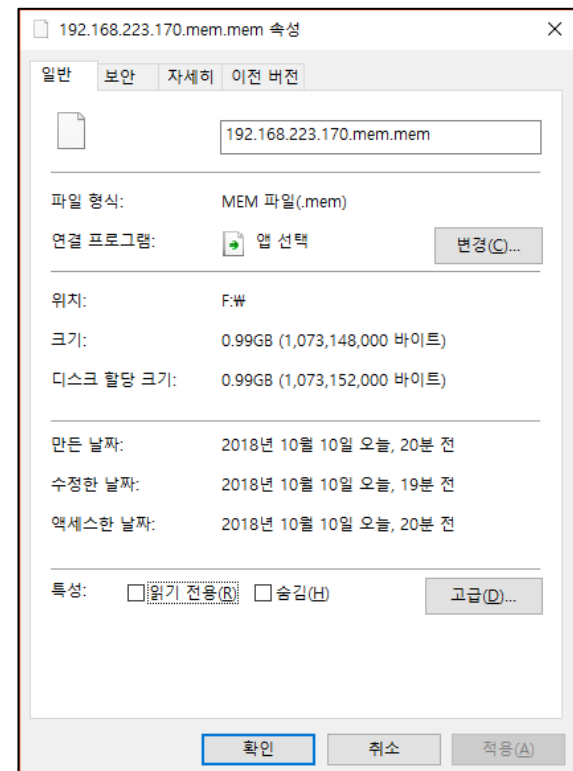 192.168.223.170.mem.mem 속성
일반 보안 자세히 이전 버전
192.168.223.170.mem.mem
파일 형식: MEM 파일(.mem)
연결 프로그램: 앱 선택 변경(C)...
위치: F:₩
크기: 0.99GB (1,073,148,000 바이트)
디스크 할당 크기: 0.99GB (1,073,152,000 바이트)
만든 날짜: 2018년 10월 10일 오늘, 20분 전
수정한 날짜: 2018년 10월 10일 오늘, 19분 전
액세스한 날짜: 2018년 10월 10일 오늘, 20분 전
특성: 읽기 전용(R) 숨김(H) 고급(D)...
확인 취소 적용(A)